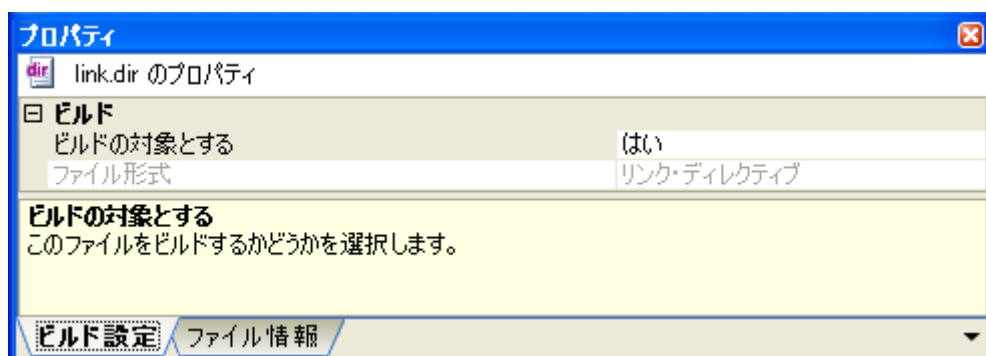 プロパティ
dir link.dir のプロパティ
ビルド
ビルドの対象とする はい
ファイル形式 リンク・ディレクティブ
ビルドの対象とする
このファイルをビルドするかどうかを選択します。
ビルド設定 ファイル情報